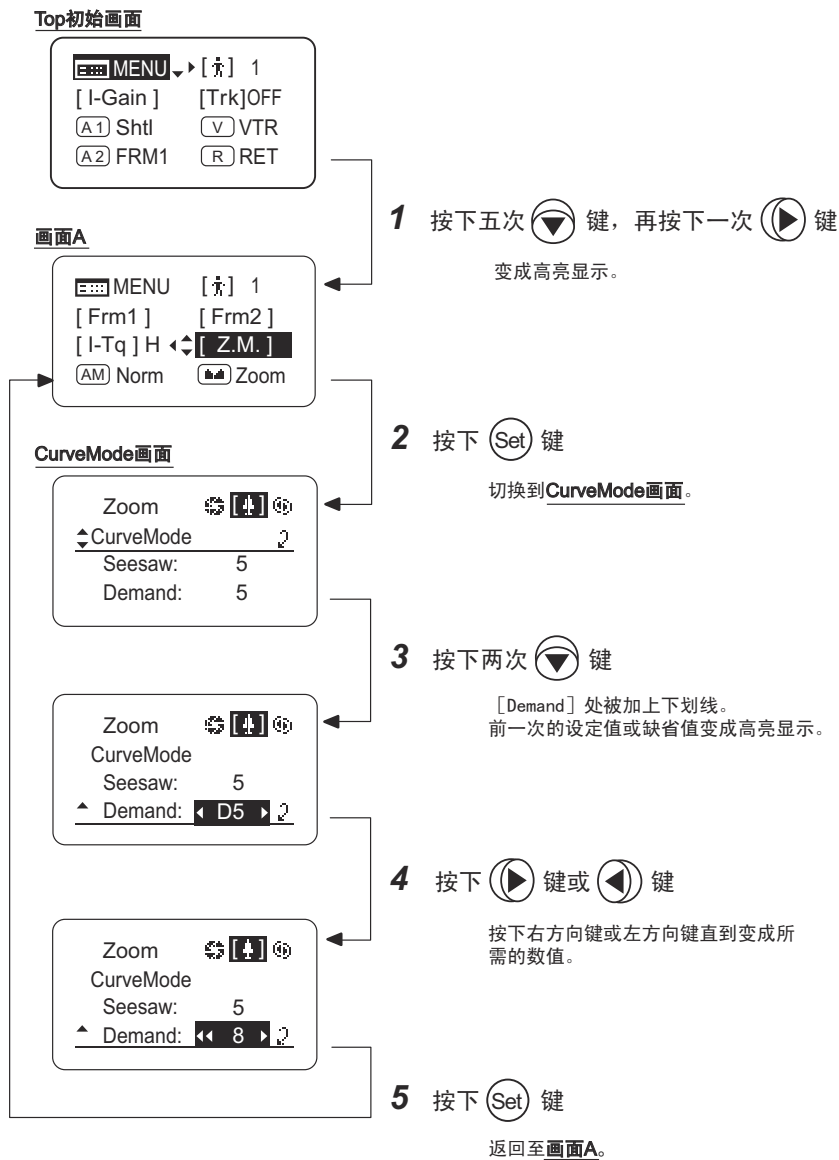 Top初始画面
MENU [ ] 1
[ I-Gain ] [Trk]OFF
A1 Shtl V VTR
A2 FRM1 R RET
1 按下五次 键，再按下一次 键
变成高亮显示。
画面A
MENU [ ] 1
[ Frm1 ] [ Frm2 ]
[ I-Tq ] H [ Z.M. ]
AM Norm Zoom
2 按下 Set 键
切换到CurveMode画面。
CurveMode画面
Zoom
CurveMode
Seesaw: 5
Demand: 5
3 按下两次 键
［Demand］处被加上下划线。
前一次的设定值或缺省值变成高亮显示。
Zoom
CurveMode
Seesaw: 5
Demand: D5
4 按下 键或 键
按下右方向键或左方向键直到变成所
需的数值。
Zoom
CurveMode
Seesaw: 5
Demand: 8
5 按下 Set 键
返回至画面A。